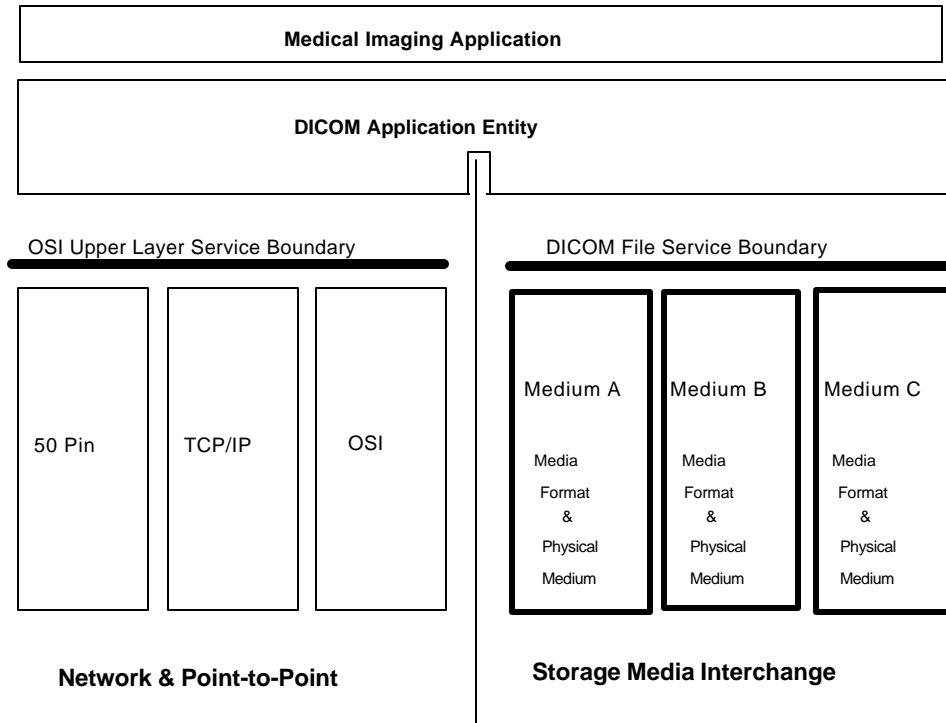 Medical Imaging Application
DICOM Application Entity
OSI Upper Layer Service Boundary
50 Pin
TCP/IP
OSI
Network & Point-to-Point
DICOM File Service Boundary
Medium A
Media
Format
&
Physical
Medium
Medium B
Media
Format
&
Physical
Medium
Medium C
Media
Format
&
Physical
Medium
Storage Media Interchange